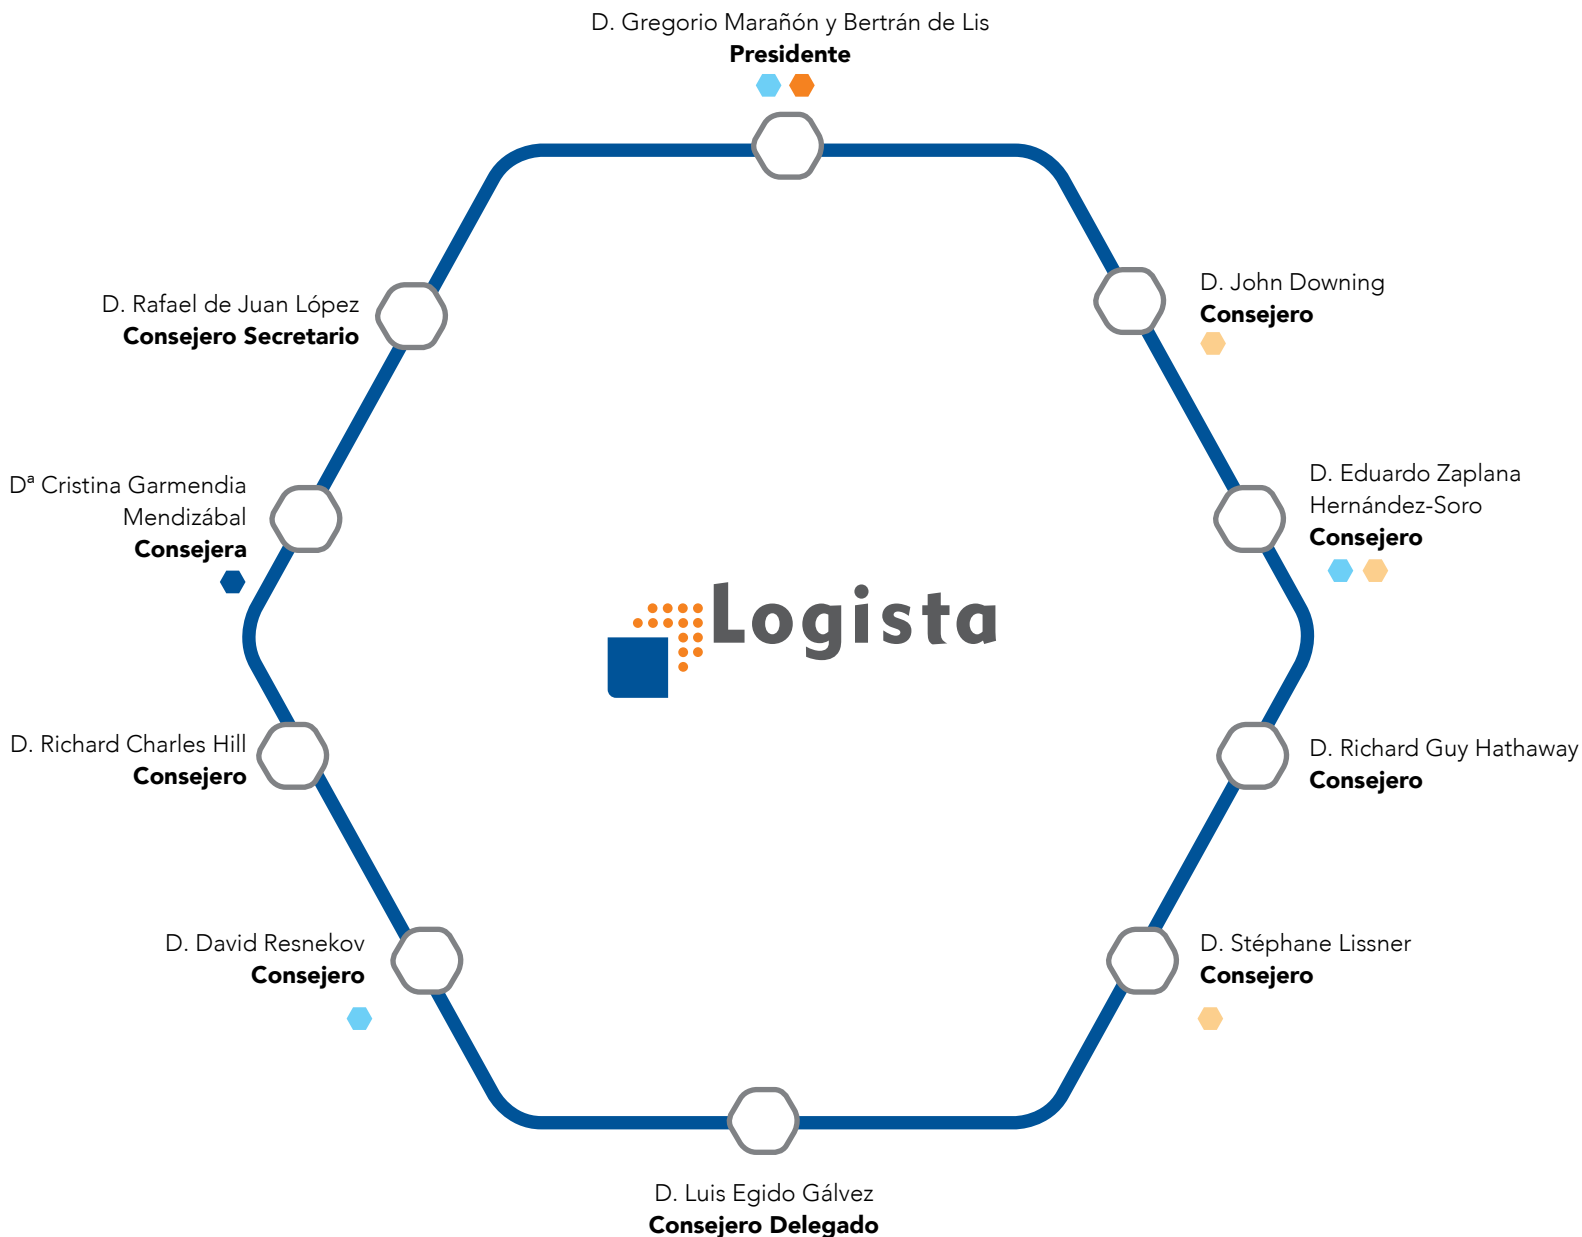 D. Gregorio Marañón y Bertrán de Lis
Presidente
D. John Downing
Consejero
D. Rafael de Juan López
Consejero Secretario
D. Eduardo Zaplana
Hernández-Soro
Consejero
Dª Cristina Garmendia
Mendizábal
Consejera
Logista
D. Richard Charles Hill
Consejero
D. Richard Guy Hathaway
Consejero
D. David Resnekov
Consejero
D. Stéphane Lissner
Consejero
D. Luis Egido Gálvez
Consejero Delegado